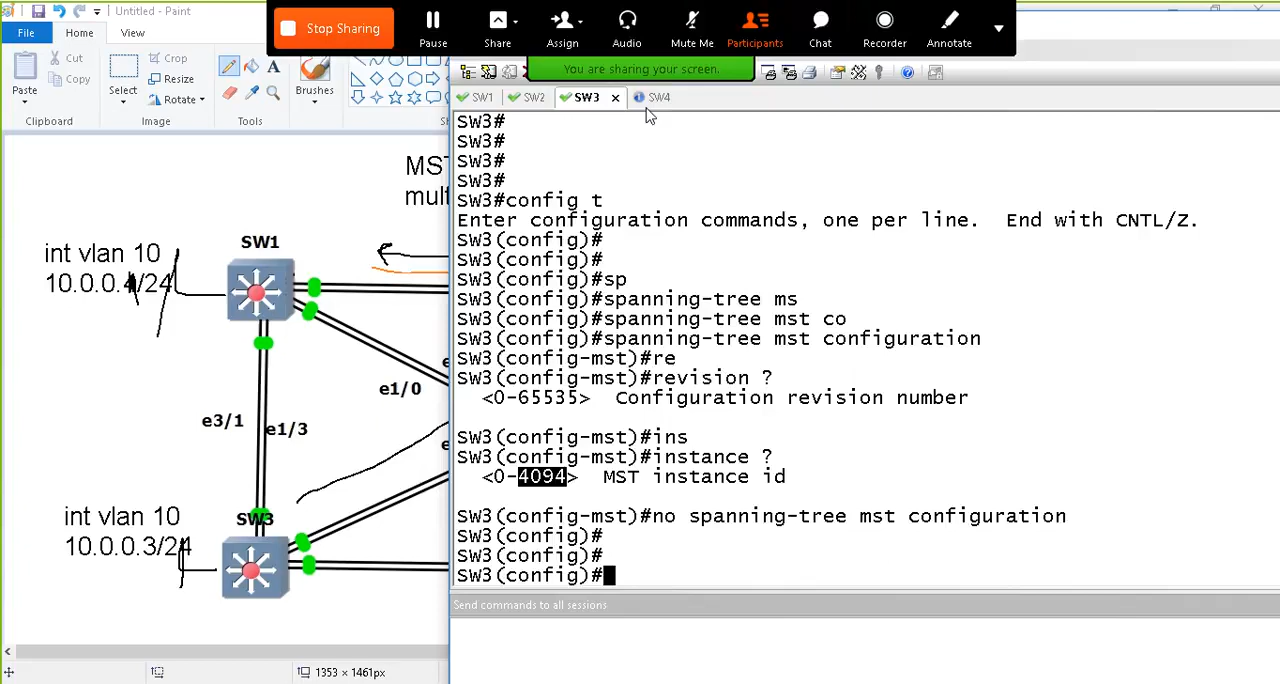 Untitled - Paint
File
Home
View
Paste
Cut
Copy
Clipboard
Select
Crop
Resize
Rotate
Image
Tools
Brushes
Stop Sharing
Pause
Share
Assign
Audio
Mute Me
Participants
Chat
Recorder
Annotate
You are sharing your screen.
SW1
SW2
SW3
SW4
MST
int vlan 10
SW1
e1/0
e3/1
e1/3
int vlan 10
10.0.0.3/24
SW3
1353 × 1461px
SW3#
SW3#
SW3#
SW3#
SW3#config t
Enter configuration commands, one per line.  End with CNTL/Z.
SW3(config)#
SW3(config)#
SW3(config)#sp
SW3(config)#spanning-tree ms
SW3(config)#spanning-tree mst co
SW3(config)#spanning-tree mst configuration
SW3(config-mst)#re
SW3(config-mst)#revision ?
<0-65535>  Configuration revision number
SW3(config-mst)#ins
SW3(config-mst)#instance ?
<0-4094>  MST instance id
SW3(config-mst)#no spanning-tree mst configuration
SW3(config)#
SW3(config)#
SW3(config)#
Send commands to all sessions